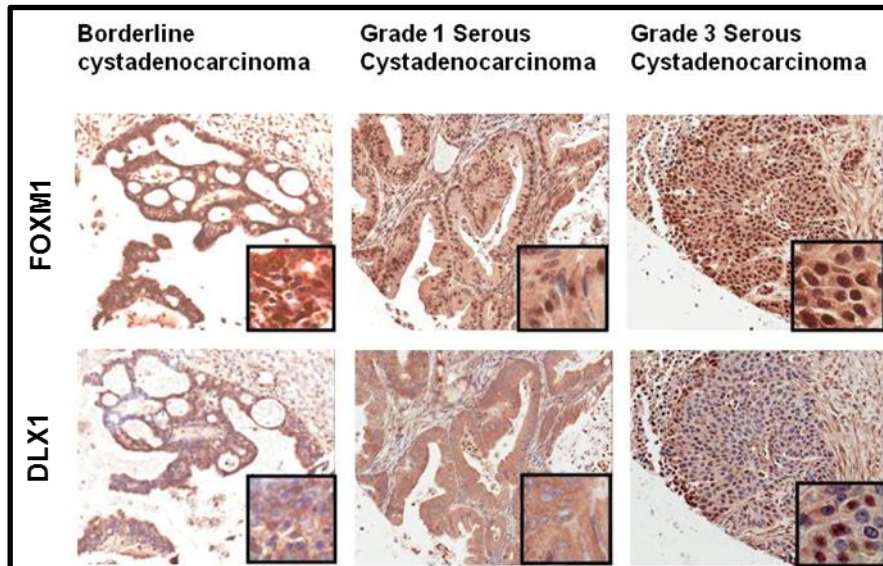 Borderline
cystadenocarcinoma
Grade 1 Serous
Cystadenocarcinoma
Grade 3 Serous
Cystadenocarcinoma
FOXM1
DLX1